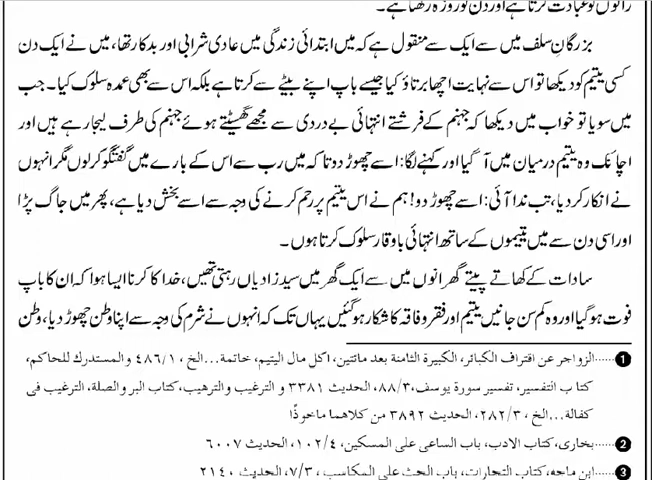 راتوں کو عبادت کرتا ہے اور دن کو روزہ رکھتا ہے۔
بزرگانِ سلف میں سے ایک سے منقول ہے کہ میں ابتدائی زندگی میں عادی شرابی اور بدکار تھا، میں نے ایک دن
کسی یتیم کو دیکھا تو اس سے نہایت اچھا برتاؤ کیا جیسے باپ اپنے بیٹے سے کرتا ہے بلکہ اس سے بھی عمدہ سلوک کیا۔ جب
میں سویا تو خواب میں دیکھا کہ جہنم کے فرشتے انتہائی بے دردی سے مجھے گھسیٹتے ہوئے جہنم کی طرف لیجا رہے ہیں اور
اچانک وہ یتیم درمیان میں آ گیا اور کہنے لگا: اسے چھوڑ دو تا کہ میں رب سے اس کے بارے میں گفتگو کر لوں مگر انہوں
نے انکار کر دیا، تب ندا آئی: اسے چھوڑ دو! ہم نے اس یتیم پر رحم کرنے کی وجہ سے اسے بخش دیا ہے، پھر میں جاگ پڑا
اور اسی دن سے میں یتیموں کے ساتھ انتہائی باوقار سلوک کرتا ہوں۔
سادات کے کھاتے پیتے گھرانوں میں سے ایک گھر میں سید زادیاں رہتی تھیں، خدا کا کرنا ایسا ہوا کہ ان کا باپ
فوت ہو گیا اور وہ کم سن جانیں یتیم اور فقر و فاقہ کا شکار ہو گئیں یہاں تک کہ انہوں نے شرم کی وجہ سے اپنا وطن چھوڑ دیا، وطن
1......الزواجر عن اقتراف الکبائر، الکبیرۃ الثامنۃ بعد مائتین، اکل مال الیتیم، خاتمۃ...الخ ، ۴۸۶/۱ و المستدرک للحاکم،
کتاب التفسیر، تفسیر سورۃ یوسف،۸۸/۳، الحدیث ۳۳۸۱ و الترغیب والترھیب، کتاب البر والصلۃ، الترغیب فی
کفالۃ...الخ ، ۲۸۲/۳، الحدیث ۳۸۹۲ من کلاھما ماخوذًا
2......بخاری، کتاب الادب، باب الساعی علی المسکین، ۱۰۲/۴، الحدیث ۶۰۰۷
3......ابن ماجہ، کتاب التجارات، باب الحث علی المکاسب ، ۷/۳، الحدیث ۲۱۴۰